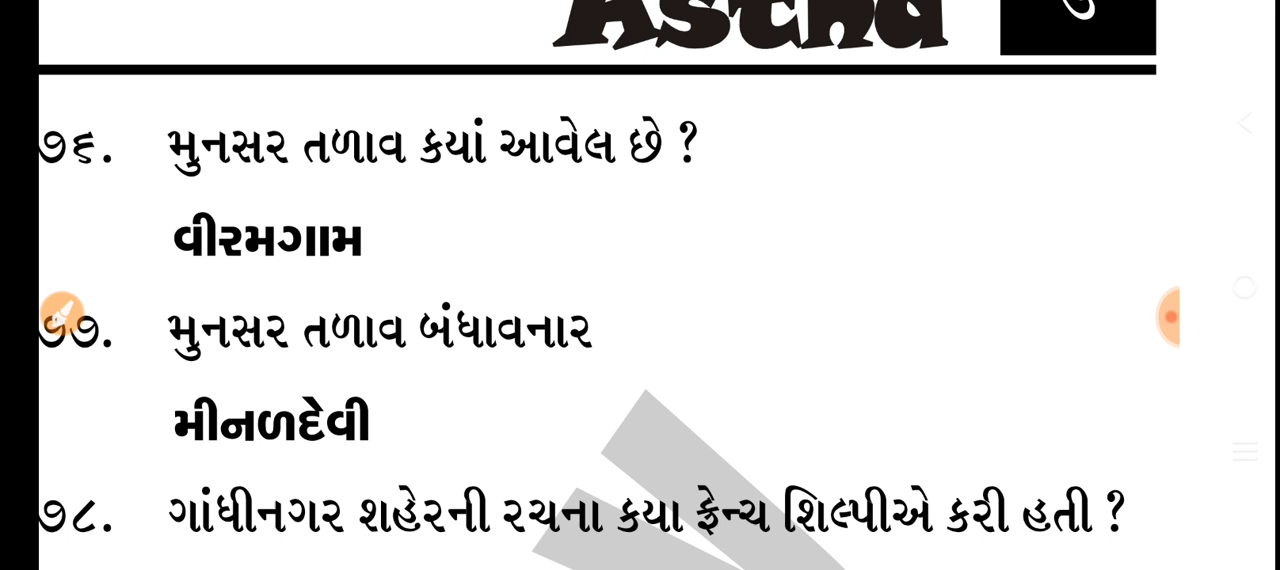 Astha
૭૬. મુનસર તળાવ કયાં આવેલ છે ?
વીરમગામ
૭૭. મુનસર તળાવ બંધાવનાર
મીનળદેવી
૭૮. ગાંધીનગર શહેરની રચના કયા ફ્રેન્ચ શિલ્પીએ કરી હતી ?